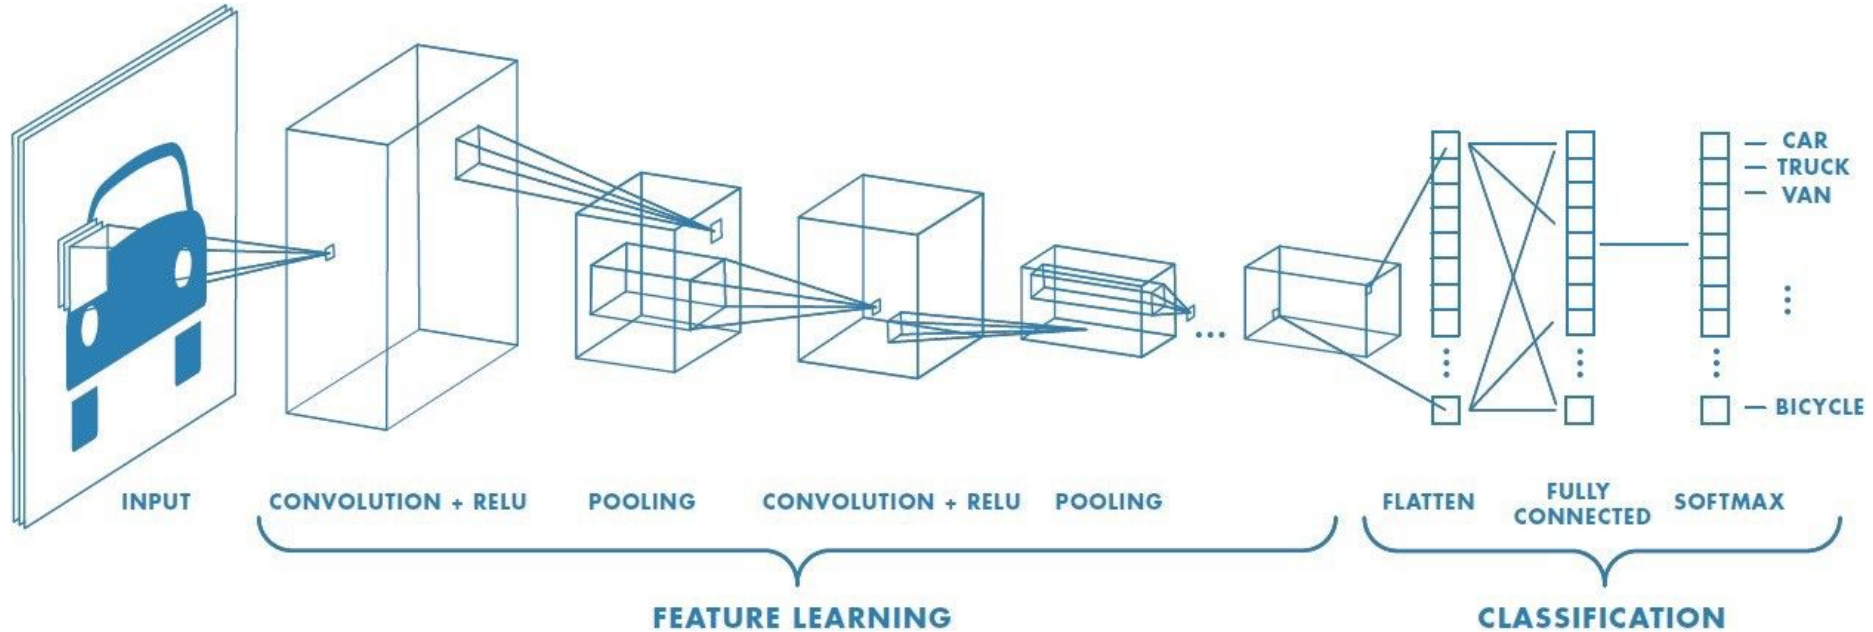 CAR
TRUCK
VAN
BICYCLE
INPUT
CONVOLUTION + RELU
POOLING
CONVOLUTION + RELU
POOLING
FLATTEN
FULLY
CONNECTED
SOFTMAX
FEATURE LEARNING
CLASSIFICATION